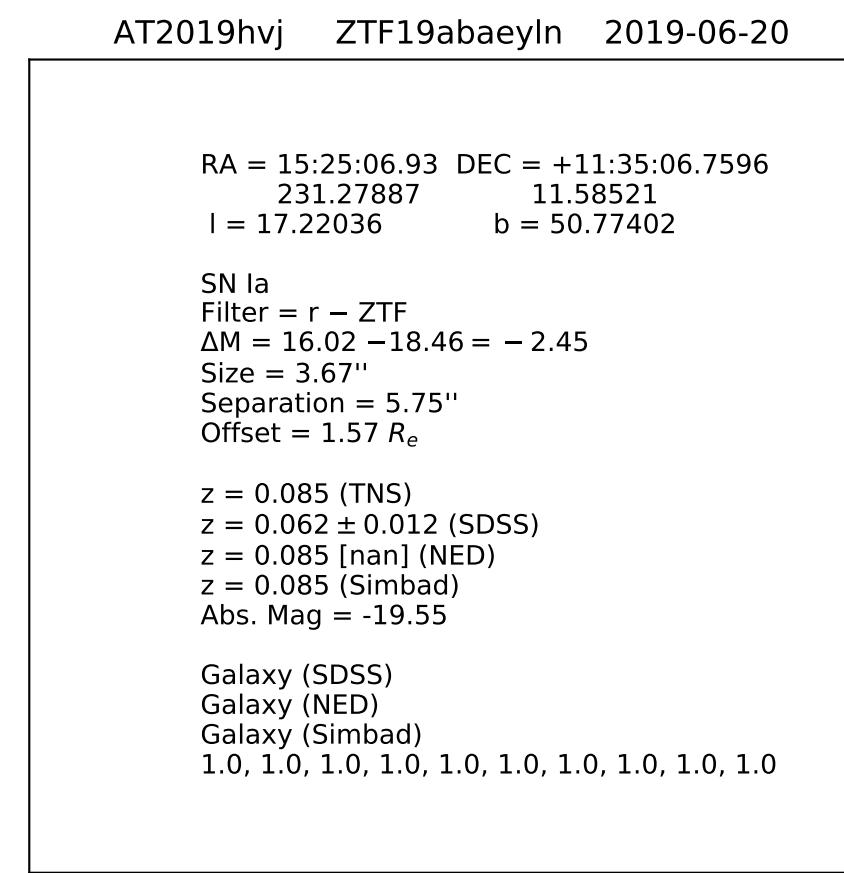 AT2019hvj ZTF19abaeyln 2019-06-20
RA = 15:25:06.93 DEC = +11:35:06.7596
231.27887 11.58521
l = 17.22036 b = 50.77402
SN Ia
Filter = r − ZTF
ΔM = 16.02 −18.46 = − 2.45
Size = 3.67''
Separation = 5.75''
Offset = 1.57 Rₑ
z = 0.085 (TNS)
z = 0.062 ± 0.012 (SDSS)
z = 0.085 [nan] (NED)
z = 0.085 (Simbad)
Abs. Mag = -19.55
Galaxy (SDSS)
Galaxy (NED)
Galaxy (Simbad)
1.0, 1.0, 1.0, 1.0, 1.0, 1.0, 1.0, 1.0, 1.0, 1.0